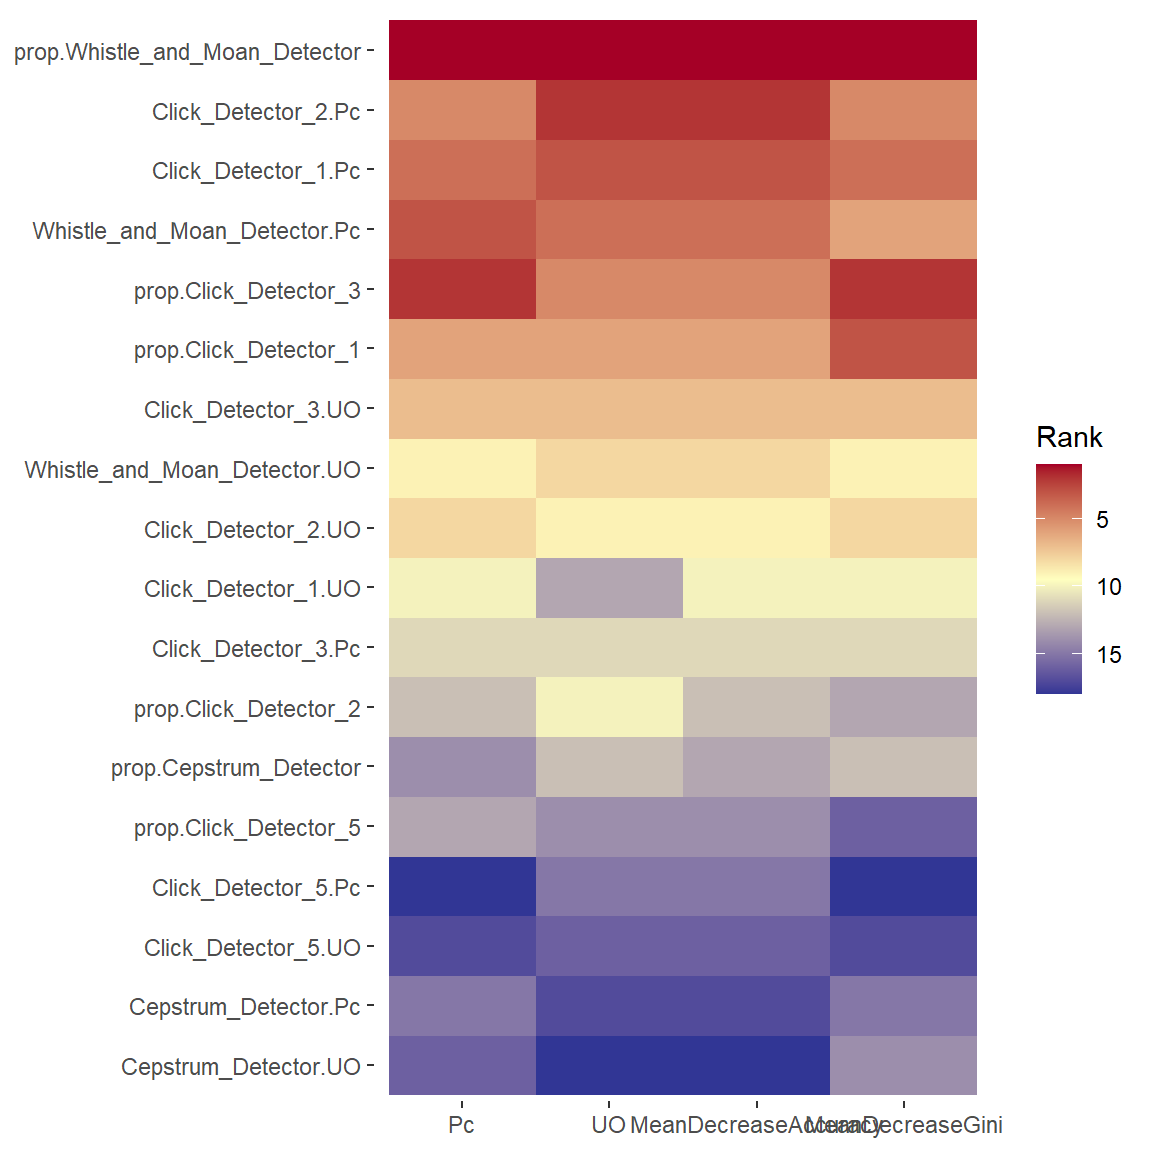 prop.Whistle_and_Moan_Detector
Click_Detector_2.Pc
Click_Detector_1.Pc
Whistle_and_Moan_Detector.Pc
prop.Click_Detector_3
prop.Click_Detector_1
Click_Detector_3.UO
Whistle_and_Moan_Detector.UO
Click_Detector_2.UO
Click_Detector_1.UO
Click_Detector_3.Pc
prop.Click_Detector_2
prop.Cepstrum_Detector
prop.Click_Detector_5
Click_Detector_5.Pc
Click_Detector_5.UO
Cepstrum_Detector.Pc
Cepstrum_Detector.UO
Pc UO MeanDecreaseAccuracy MeanDecreaseGini
Rank
5
10
15